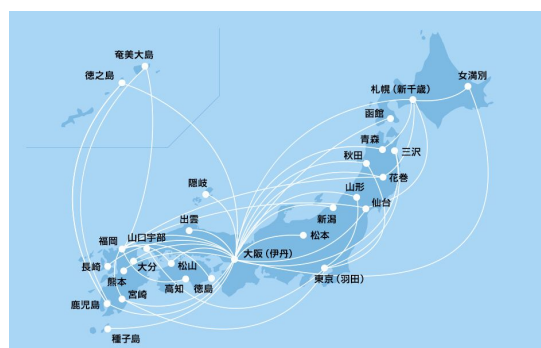 奄美大島
徳之島
女満別
札幌（新千歳）
函館
青森
三沢
秋田
花巻
隠岐
山形
仙台
出雲
新潟
福岡
山口宇部
松本
大阪（伊丹）
長崎
大分
松山
熊本
高知
徳島
東京（羽田）
宮崎
鹿児島
種子島